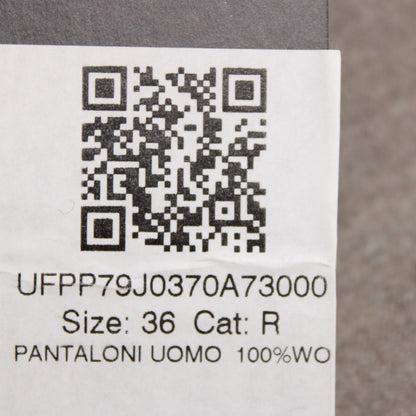 UFPP79J0370A73000
Size: 36 Cat: R
PANTALONI UOMO 100%WO